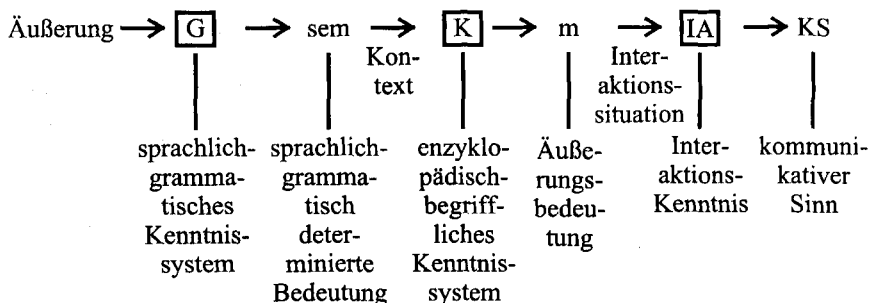 Äußerung → G → sem → K → m → IA → KS
Kon-
text
Inter-
aktions-
situation
sprachlich-
gramma-
tisches
Kenntnis-
system
sprachlich-
gramma-
tisch
deter-
minierte
Bedeutung
enzyklo-
pädisch-
begriff-
liches
Kenntnis-
system
Äuße-
rungs-
bedeu-
tung
Inter-
aktions-
Kenntnis
kommuni-
kativer
Sinn